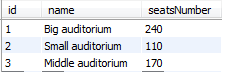 id name seatsNumber
1 Big auditorium 240
2 Small auditorium 110
3 Middle auditorium 170